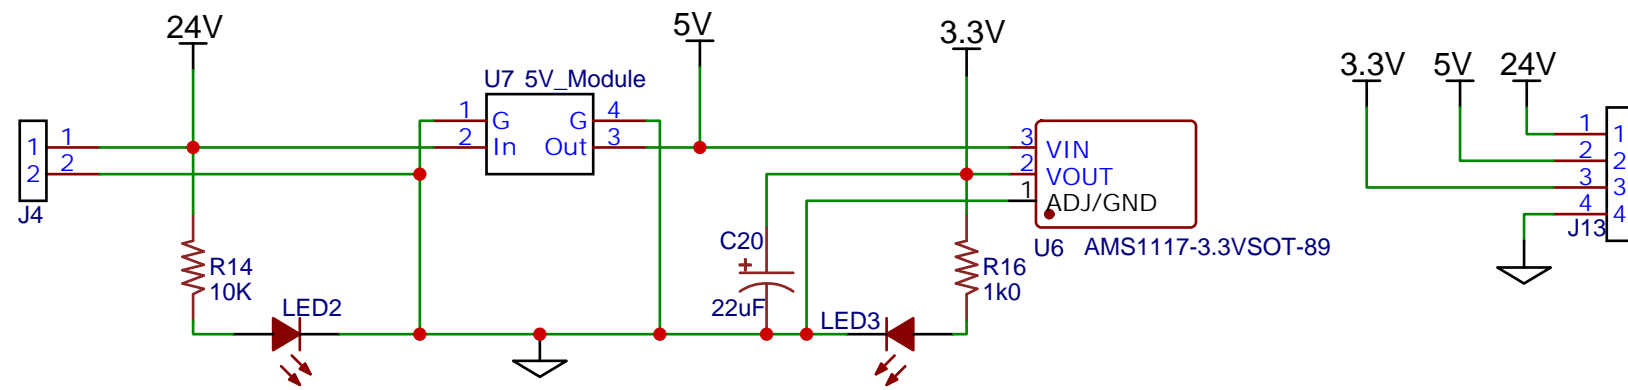 24V
5V
3.3V
3.3V 5V 24V
U7 5V_Module
1 G G 4
2 In Out 3
1 1
2 2
J4
3 VIN
2 VOUT
1 ADJ/GND
U6 AMS1117-3.3VSOT-89
1 1
2 2
3 3
4 4
J13
R14
10K
LED2
C20
+
22uF
LED3
R16
1k0